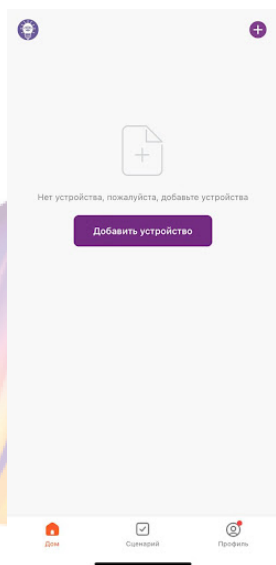 Нет устройства, пожалуйста, добавьте устройства
Добавить устройство
Дом
Сценарий
Профиль